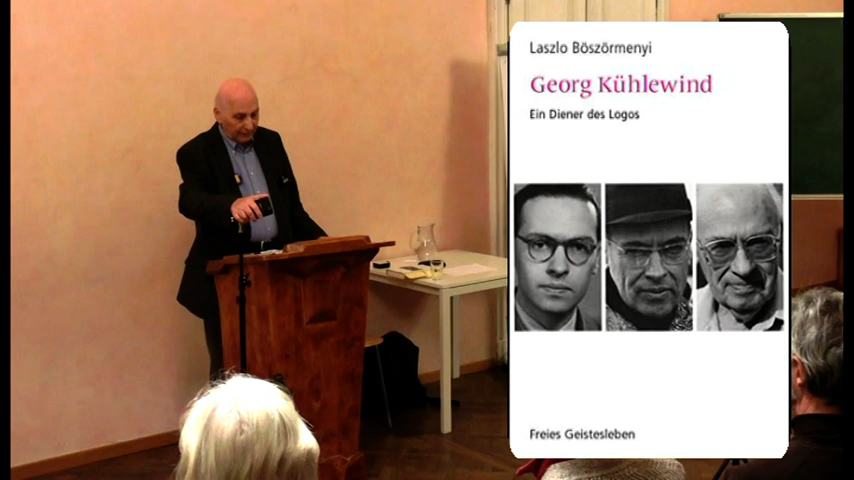 Laszlo Böszörmenyi
Georg Kühlewind
Ein Diener des Logos
Freies Geistesleben